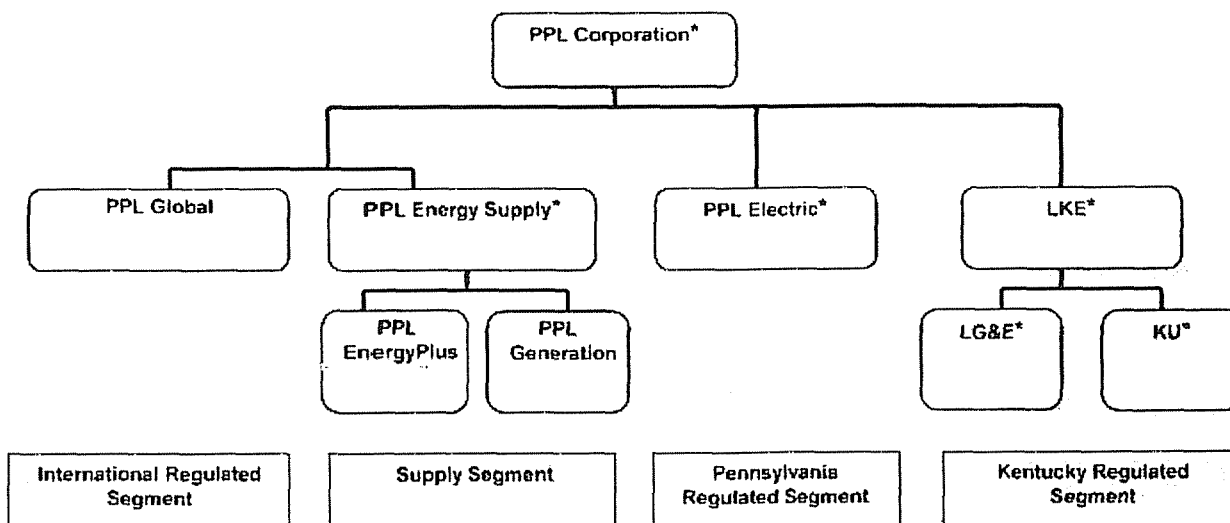 PPL Corporation*
PPL Global
PPL Energy Supply*
PPL Electric*
LKE*
PPL
EnergyPlus
PPL
Generation
LG&E*
KU*
International Regulated
Segment
Supply Segment
Pennsylvania
Regulated Segment
Kentucky Regulated
Segment